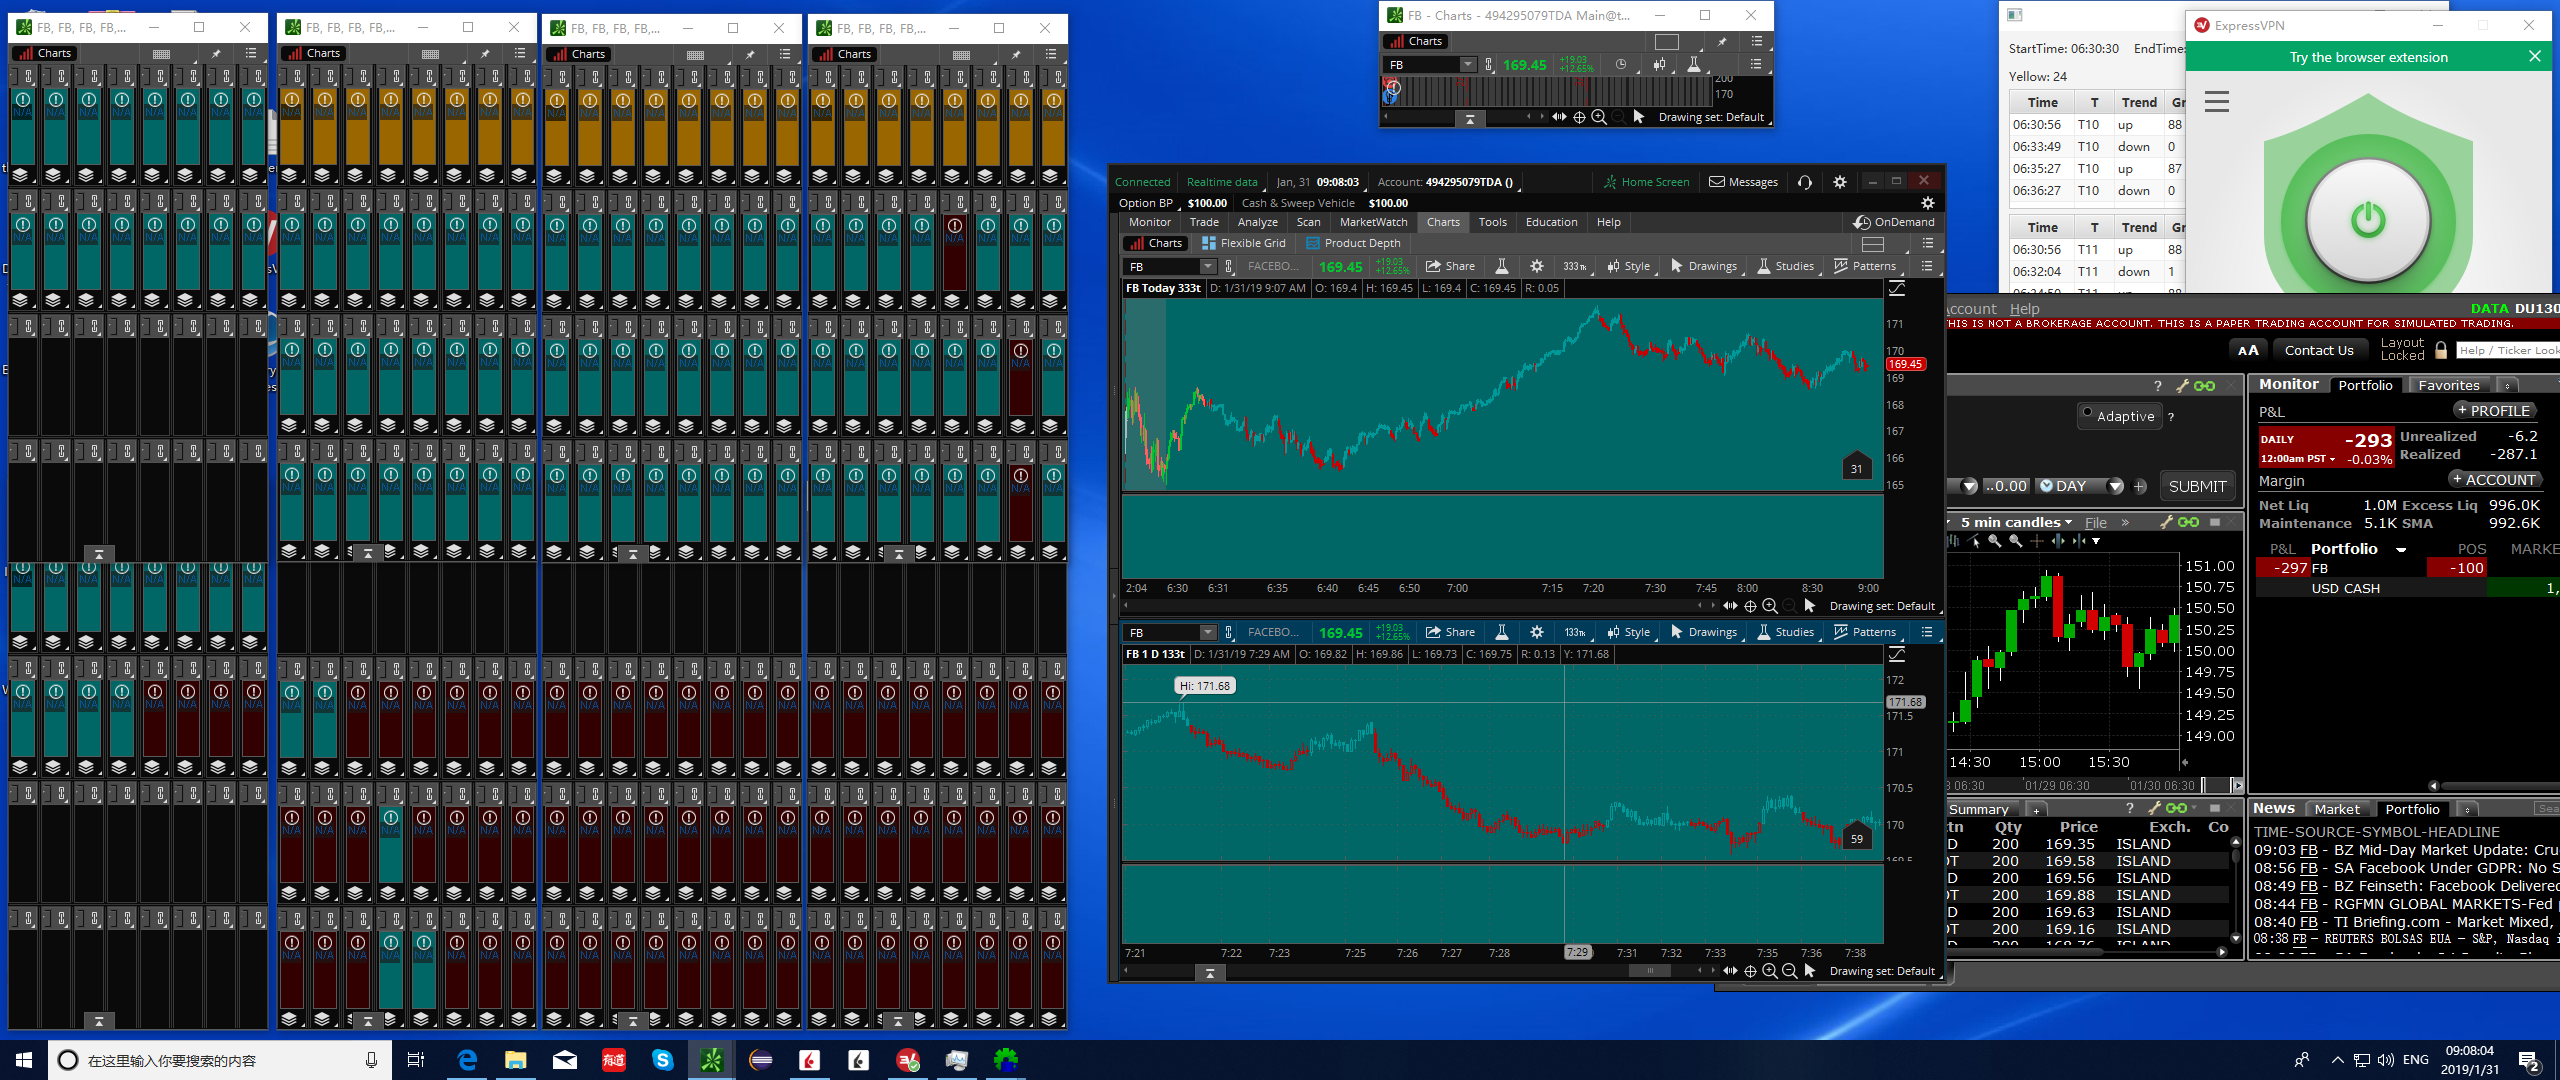 FB, FB, FB, FB,...
Charts
FB, FB, FB, FB,...
Charts
FB, FB, FB, FB,...
Charts
FB, FB, FB, FB,...
Charts
FB - Charts - 494295079TDA Main@t...
Charts
FB 169.45 +19.03 +12.65%
200
170
Drawing set: Default
StartTime: 06:30:30 EndTime:
Yellow: 24
Time T Trend Gr
06:30:56 T10 up 88
06:33:49 T10 down 0
06:35:27 T10 up 87
06:36:27 T10 down 0
Time T Trend Gr
06:30:56 T11 up 88
06:32:04 T11 down 1
ExpressVPN
Try the browser extension
Connected Realtime data Jan, 31 09:08:03 Account: 494295079TDA () Home Screen Messages
Option BP $100.00 Cash & Sweep Vehicle $100.00
Monitor Trade Analyze Scan MarketWatch Charts Tools Education Help OnDemand
Charts Flexible Grid Product Depth
FB FACEBO... 169.45 +19.03 +12.65% Share 333Tk Style Drawings Studies Patterns
FB Today 333t D: 1/31/19 9:07 AM O: 169.4 H: 169.45 L: 169.4 C: 169.45 R: 0.05
171
170
169.45
169
168
167
166
165
31
2:04 6:30 6:31 6:35 6:40 6:45 6:50 7:00 7:15 7:20 7:30 7:45 8:00 8:30 9:00
Drawing set: Default
FB FACEBO... 169.45 +19.03 +12.65% Share 133Tk Style Drawings Studies Patterns
FB 1 D 133t D: 1/31/19 7:29 AM O: 169.82 H: 169.86 L: 169.73 C: 169.75 R: 0.13 Y: 171.68
Hi: 171.68
172
171.68
171.5
171
170.5
170
169.5
59
7:21 7:22 7:23 7:25 7:26 7:27 7:28 7:29 7:31 7:32 7:33 7:35 7:36 7:38
Drawing set: Default
Account Help DATA DU130
THIS IS NOT A BROKERAGE ACCOUNT. THIS IS A PAPER TRADING ACCOUNT FOR SIMULATED TRADING.
AA Contact Us Layout Locked Help / Ticker Look
Adaptive ?
..0.00 DAY + SUBMIT
5 min candles File »
151.00
150.75
150.50
150.25
150.00
149.75
149.50
149.25
149.00
14:30 15:00 15:30
06:30 01/29 06:30 01/30 06:30
Monitor Portfolio Favorites
P&L + PROFILE
DAILY -293 Unrealized -6.2
12:00am PST -0.03% Realized -287.1
Margin + ACCOUNT
Net Liq 1.0M Excess Liq 996.0K
Maintenance 5.1K SMA 992.6K
P&L Portfolio POS MARKE
-297 FB -100
USD CASH 1,
Summary +
Qty Price Exch. Co
200 169.35 ISLAND
200 169.58 ISLAND
200 169.56 ISLAND
200 169.88 ISLAND
200 169.63 ISLAND
200 169.16 ISLAND
News Market Portfolio
TIME-SOURCE-SYMBOL-HEADLINE
09:03 FB - BZ Mid-Day Market Update: Cru
08:56 FB - SA Facebook Under GDPR: No S
08:49 FB - BZ Feinseth: Facebook Delivered
08:44 FB - RGFMN GLOBAL MARKETS-Fed p
08:40 FB - TI Briefing.com - Market Mixed,
08:38 FB - REUTERS BOLSAS EUA - S&P, Nasdaq i
在这里输入你要搜索的内容
有道
ENG
09:08:04
2019/1/31
2